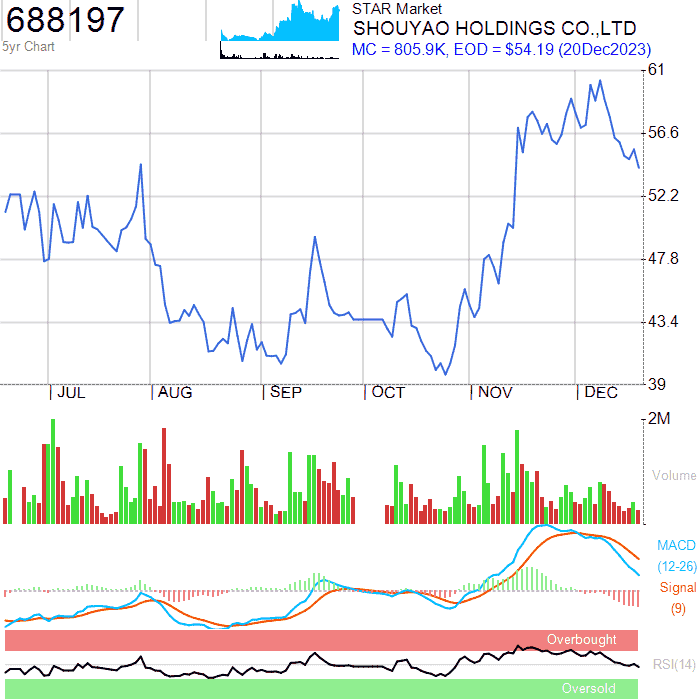 688197
5yr Chart
STAR Market
SHOUYAO HOLDINGS CO.,LTD
MC = 805.9K, EOD = $54.19 (20Dec2023)
61
56.6
52.2
47.8
43.4
39
JUL AUG SEP OCT NOV DEC
2M
Volume
MACD
(12-26)
Signal
(9)
Overbought
RSI(14)
Oversold